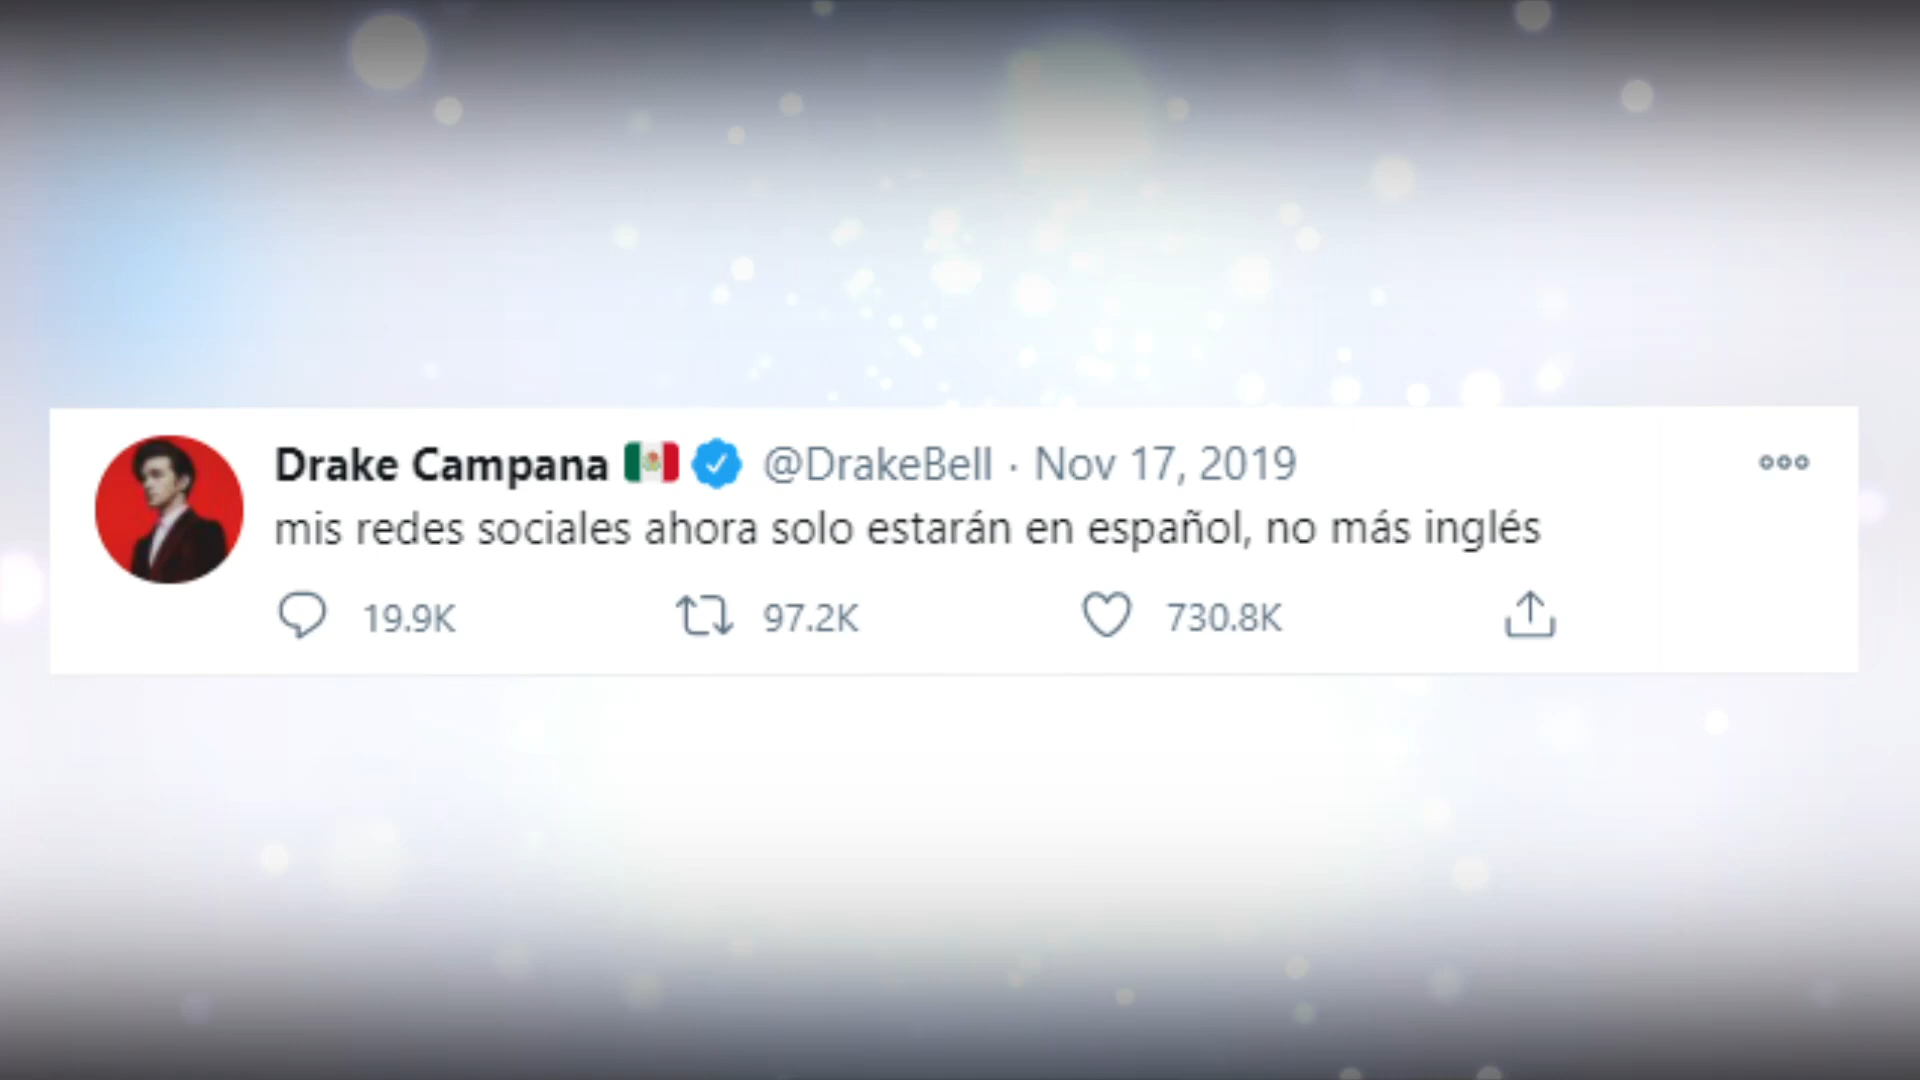 Drake Campana 🇲🇽 @DrakeBell · Nov 17, 2019
mis redes sociales ahora solo estarán en español, no más inglés
19.9K 97.2K 730.8K